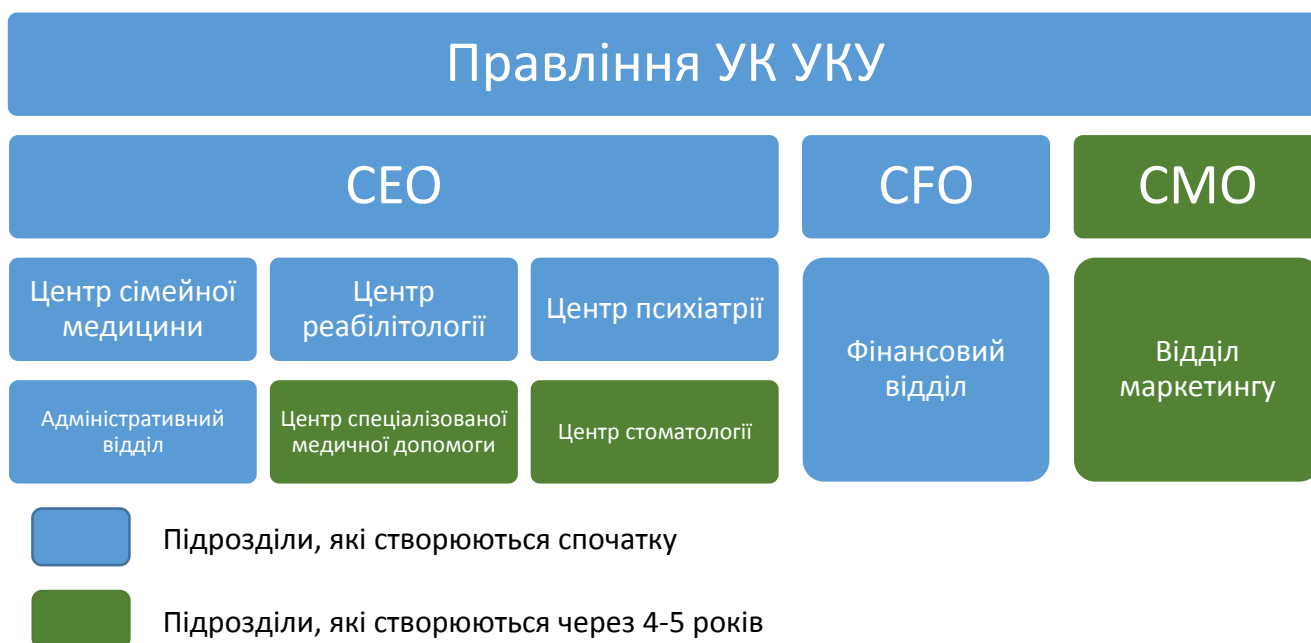 Правління УК УКУ
CEO
CFO
CMO
Центр сімейної
медицини
Центр
реабілітології
Центр психіатрії
Фінансовий
відділ
Відділ
маркетингу
Адміністративний
відділ
Центр спеціалізованої
медичної допомоги
Центр стоматології
Підрозділи, які створюються спочатку
Підрозділи, які створюються через 4-5 років